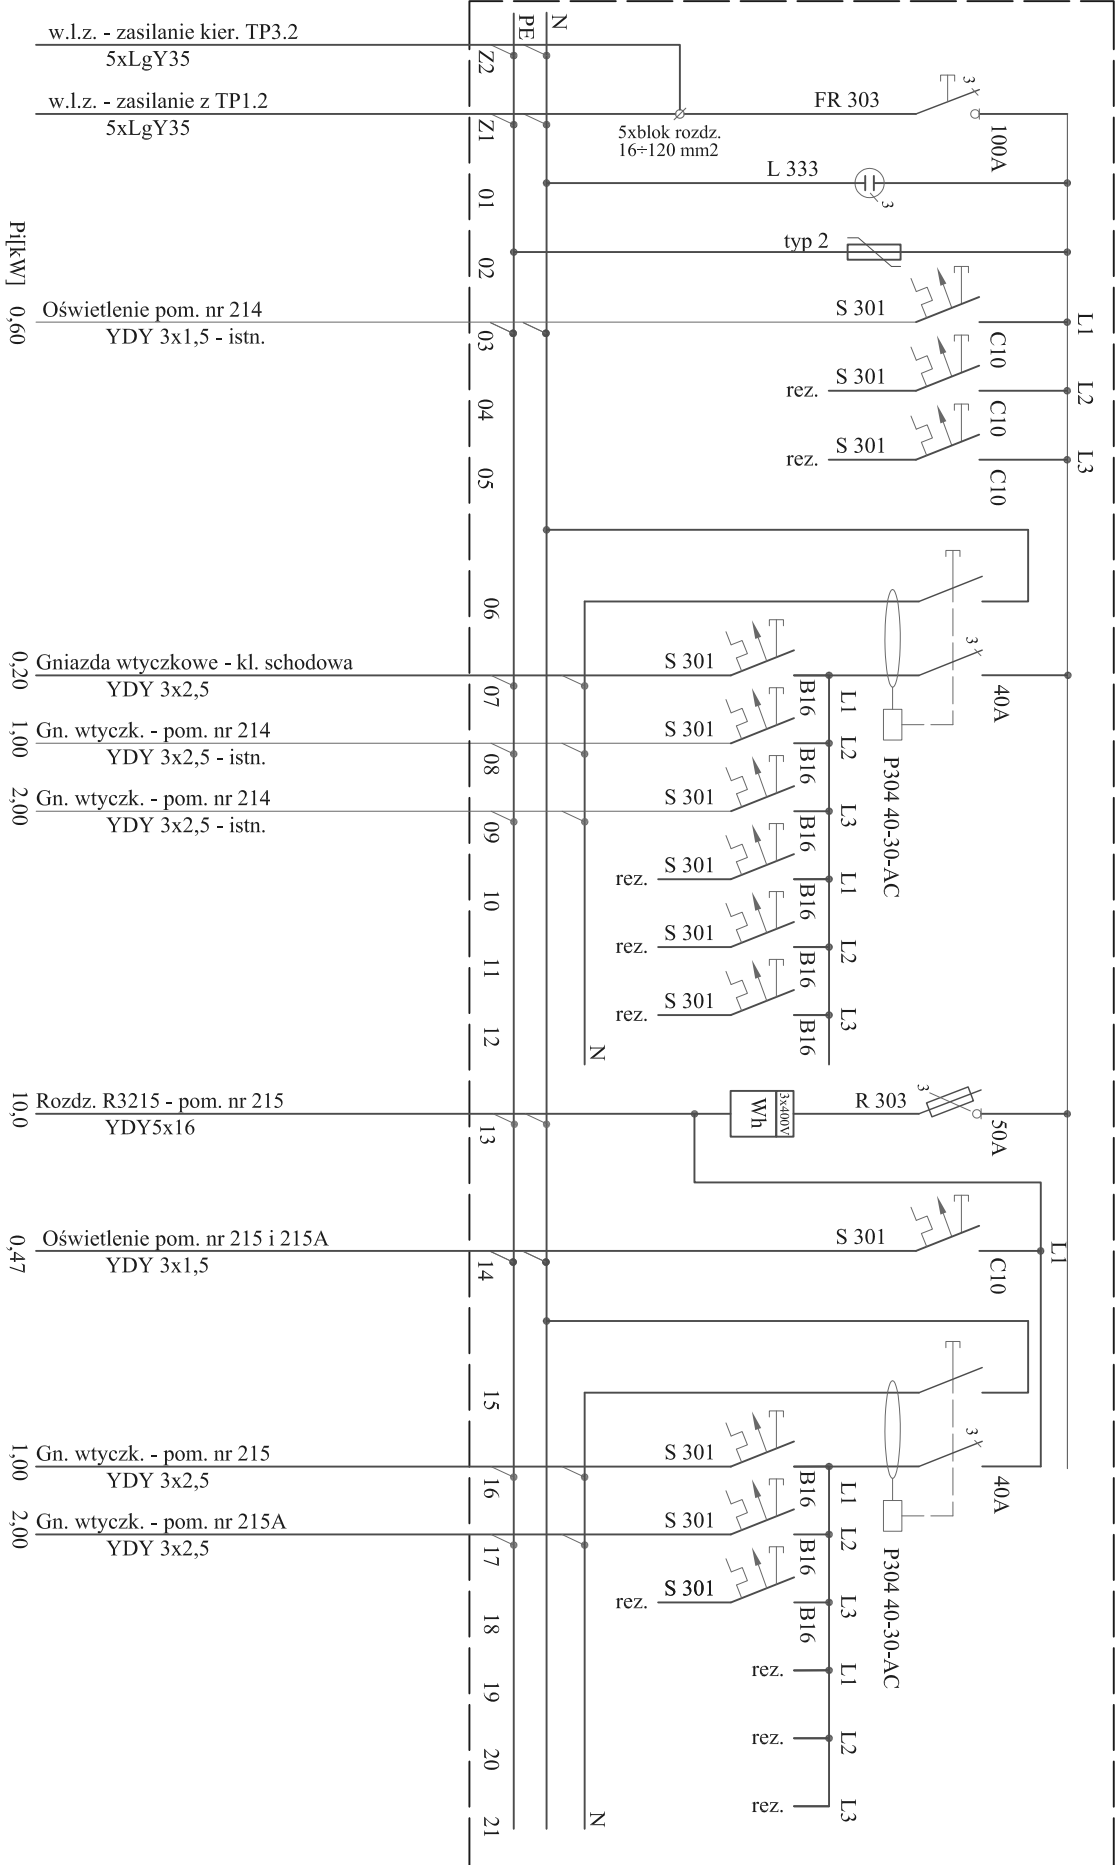 N
PE
w.l.z. - zasilanie kier. TP3.2
5xLgY35
Z2
w.l.z. - zasilanie z TP1.2
5xLgY35
Z1
5xblok rozdz.
16÷120 mm2
FR 303
3
100A
01
L 333
3
02
typ 2
Pi[kW]
0,60
Oświetlenie pom. nr 214
YDY 3x1,5 - istn.
03
S 301
C10
L1
04
rez.
S 301
C10
L2
05
rez.
S 301
C10
L3
06
3
40A
P304 40-30-AC
0,20
Gniazda wtyczkowe - kl. schodowa
YDY 3x2,5
07
S 301
B16
L1
1,00
Gn. wtyczk. - pom. nr 214
YDY 3x2,5 - istn.
08
S 301
B16
L2
2,00
Gn. wtyczk. - pom. nr 214
YDY 3x2,5 - istn.
09
S 301
B16
L3
10
rez.
S 301
B16
L1
11
rez.
S 301
B16
L2
12
rez.
S 301
B16
L3
N
10,0
Rozdz. R3215 - pom. nr 215
YDY5x16
13
Wh
3x400V
R 303
3
50A
0,47
Oświetlenie pom. nr 215 i 215A
YDY 3x1,5
14
S 301
C10
L1
15
3
40A
P304 40-30-AC
1,00
Gn. wtyczk. - pom. nr 215
YDY 3x2,5
16
S 301
B16
L1
2,00
Gn. wtyczk. - pom. nr 215A
YDY 3x2,5
17
S 301
B16
L2
18
rez.
S 301
B16
L3
19
rez.
L1
20
rez.
L2
21
rez.
L3
N